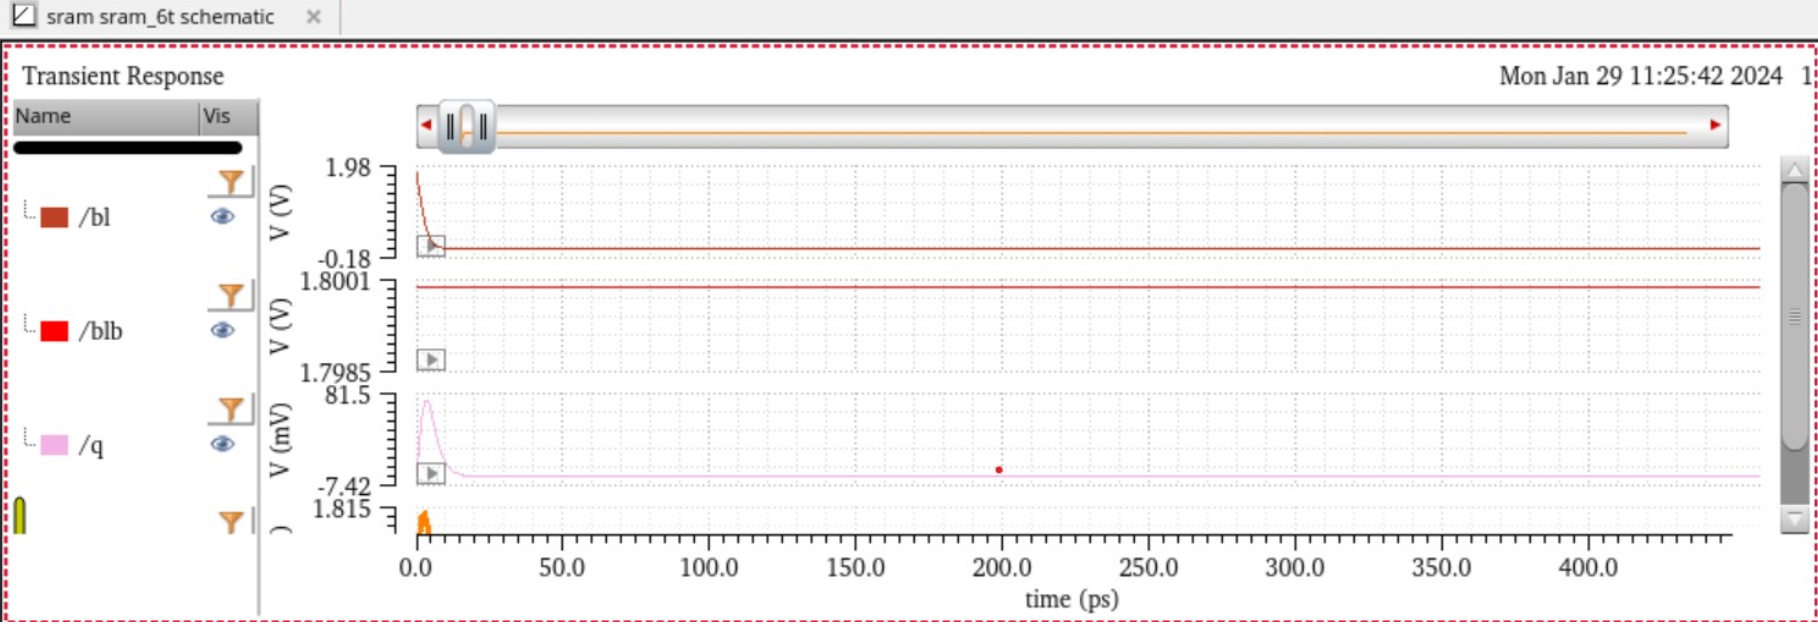 sram sram_6t schematic
Transient Response
Mon Jan 29 11:25:42 2024 1
Name Vis
1.98
/bl
V (V)
-0.18
1.8001
/blb
V (V)
1.7985
81.5
/q
V (mV)
-7.42
1.815
)
0.0 50.0 100.0 150.0 200.0 250.0 300.0 350.0 400.0
time (ps)